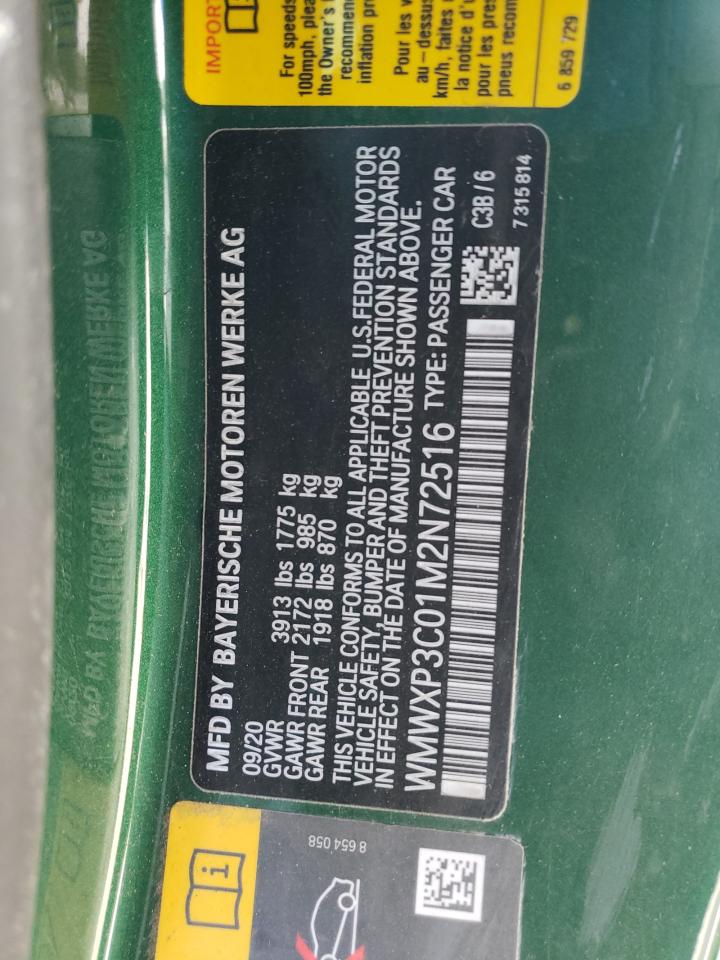 IMPORT
For speeds
100mph, plea
the Owner's
recommen
inflation pr
Pour les v
au-dessus
km/h, faites
la notice d'u
pour les pre
pneus recom
6 859 729
MFD BY BAYERISCHE MOTOREN WERKE AG
09/20
GVWR 3913 lbs 1775 kg
GAWR FRONT 2172 lbs 985 kg
GAWR REAR 1918 lbs 870 kg
THIS VEHICLE CONFORMS TO ALL APPLICABLE U.S.FEDERAL MOTOR
VEHICLE SAFETY, BUMPER AND THEFT PREVENTION STANDARDS
IN EFFECT ON THE DATE OF MANUFACTURE SHOWN ABOVE.
WMWXP3C01M2N72516 TYPE: PASSENGER CAR
C3B / 6
7 315 814
8 654 058